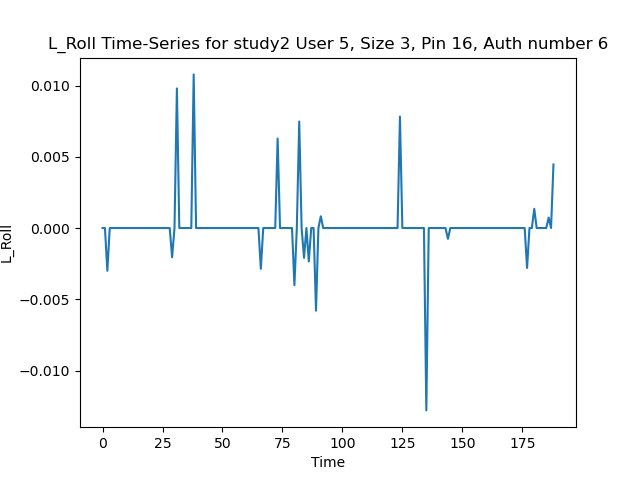 L_Roll Time-Series for study2 User 5, Size 3, Pin 16, Auth number 6
0.010
0.005
0.000
−0.005
−0.010
L_Roll
0 25 50 75 100 125 150 175
Time